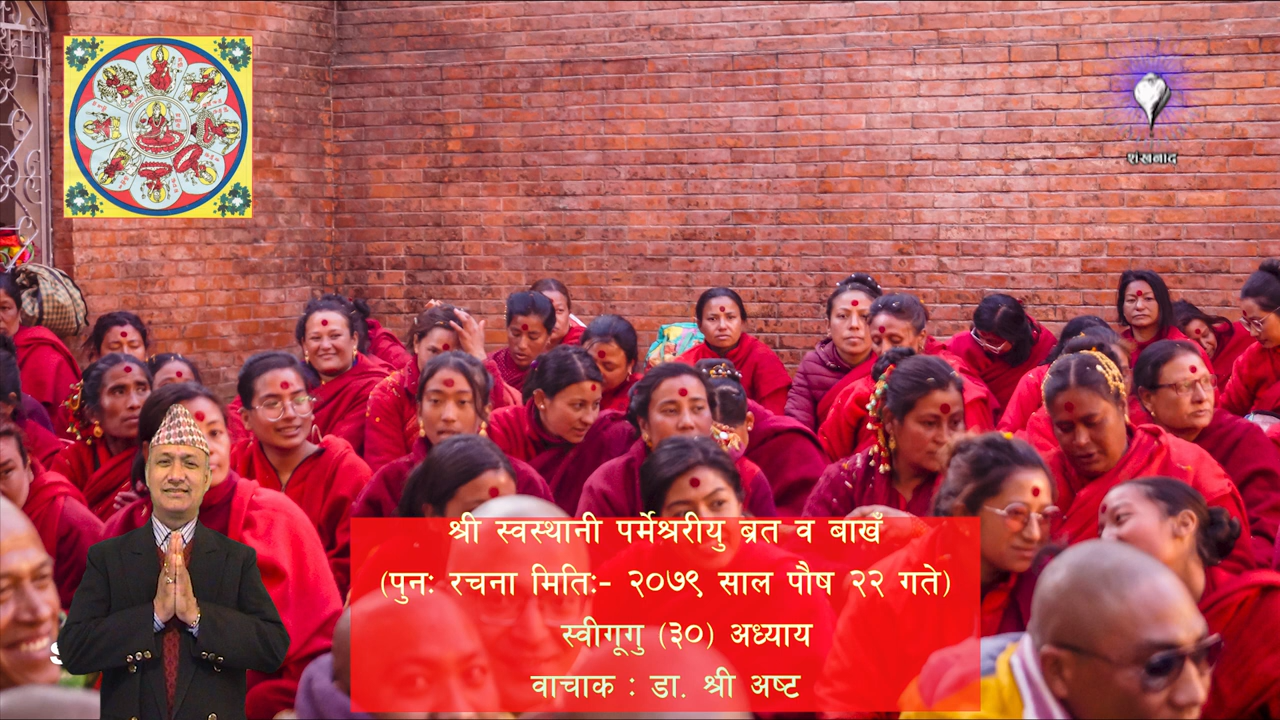 शंखनाद
श्री स्वस्थानी पर्मेश्वरीयु ब्रत व बाखँ
(पुनः रचना मितिः- २०७९ साल पौष २२ गते)
स्वीगूगु (३०) अध्याय
वाचाक : डा. श्री अष्ट